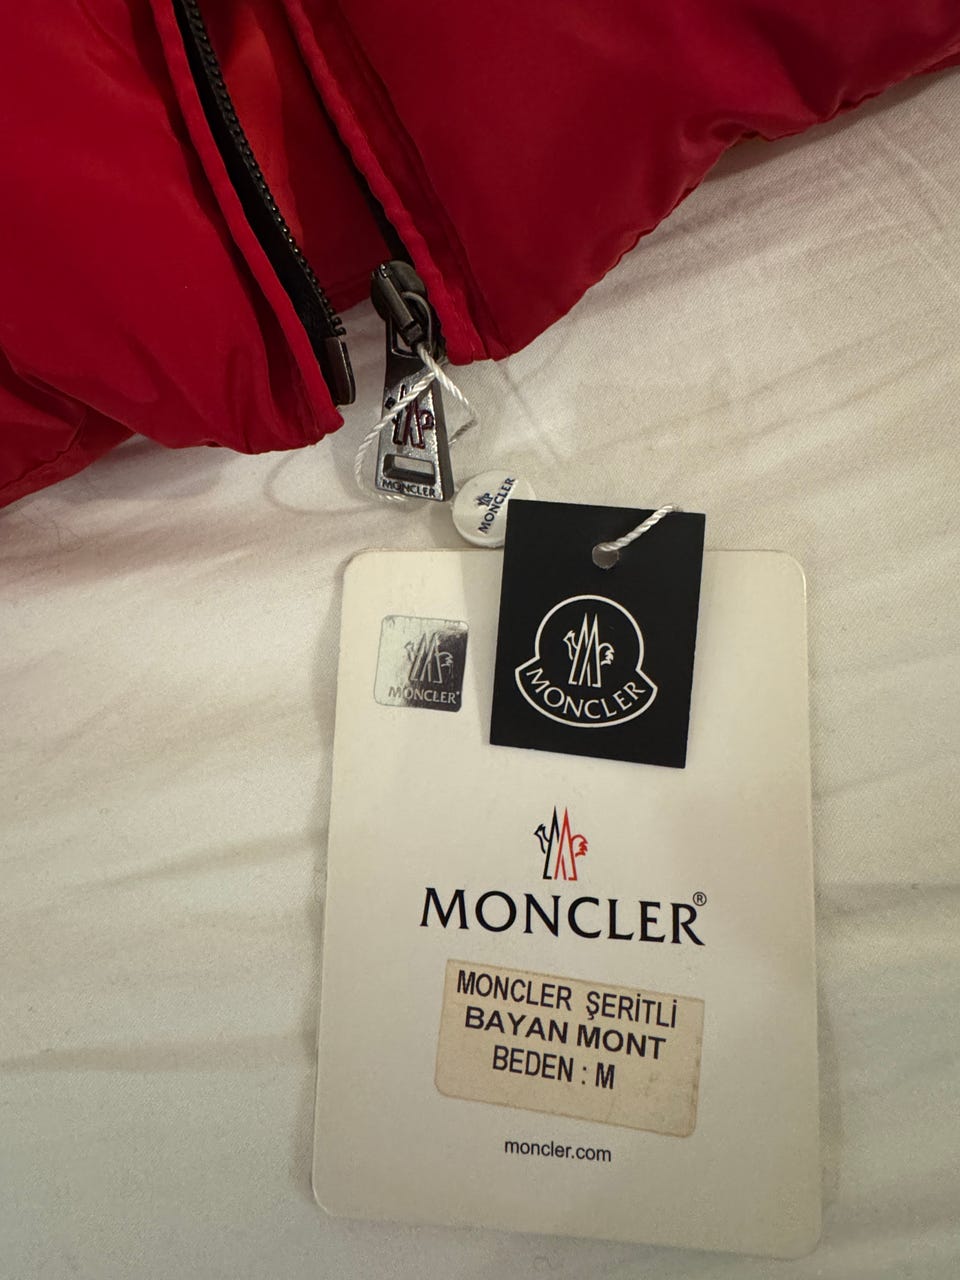 MONCLER
MONCLER
MONCLER
MONCLER
MONCLER®
MONCLER ŞERİTLİ
BAYAN MONT
BEDEN : M
moncler.com